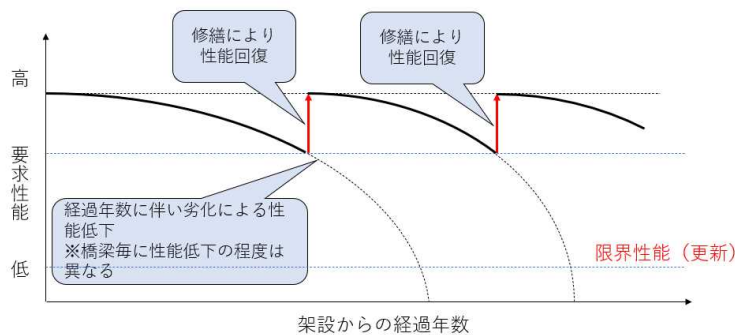 修繕により
性能回復
修繕により
性能回復
高
要求性能
経過年数に伴い劣化による性
能低下
※橋梁毎に性能低下の程度は
異なる
限界性能（更新）
低
架設からの経過年数